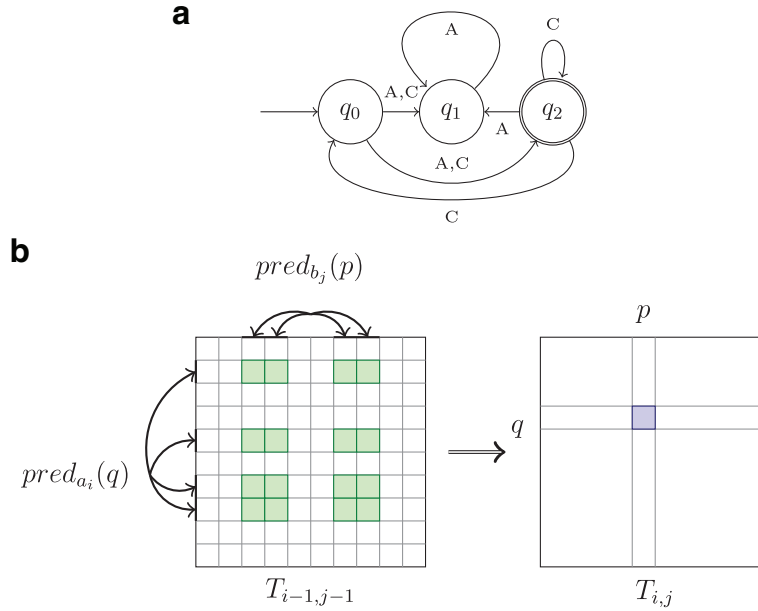 a
A
C
A,C
q0 q1 q2
A
A,C
C
b
pred_{b_j}(p)
p
q
pred_{a_i}(q)
T_{i−1,j−1}
T_{i,j}